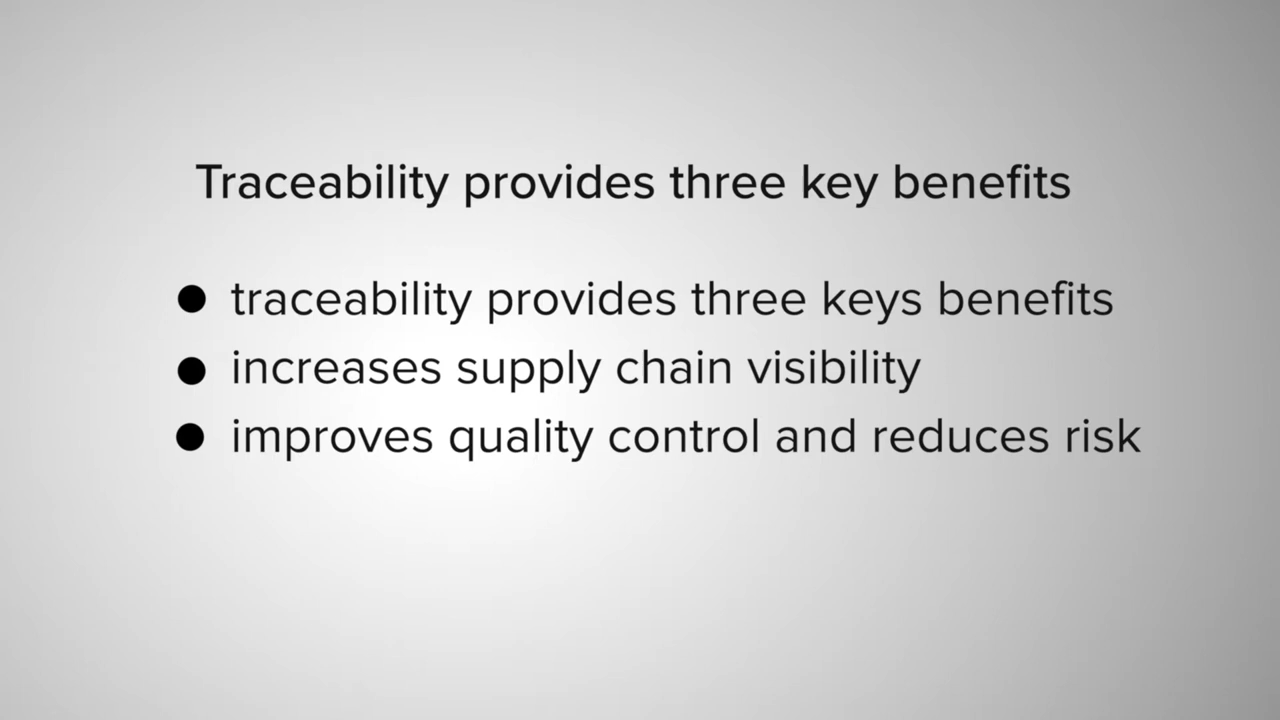 Traceability provides three key benefits
● traceability provides three keys benefits
● increases supply chain visibility
● improves quality control and reduces risk